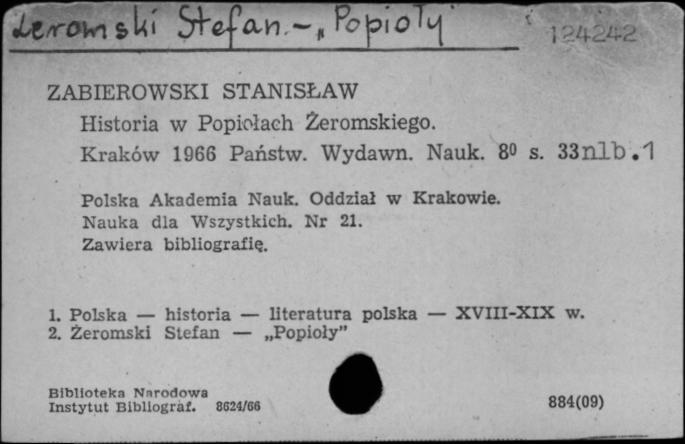 Żeromski Stefan. - „Popioły"
124242
ZABIEROWSKI STANISŁAW
Historia w Popiołach Żeromskiego.
Kraków 1966 Państw. Wydawn. Nauk. 8⁰ s. 33nlb.1
Polska Akademia Nauk. Oddział w Krakowie.
Nauka dla Wszystkich. Nr 21.
Zawiera bibliografię.
1. Polska — historia — literatura polska — XVIII-XIX w.
2. Żeromski Stefan — „Popioły”
Biblioteka Narodowa
Instytut Bibliograf. 8624/66
884(09)